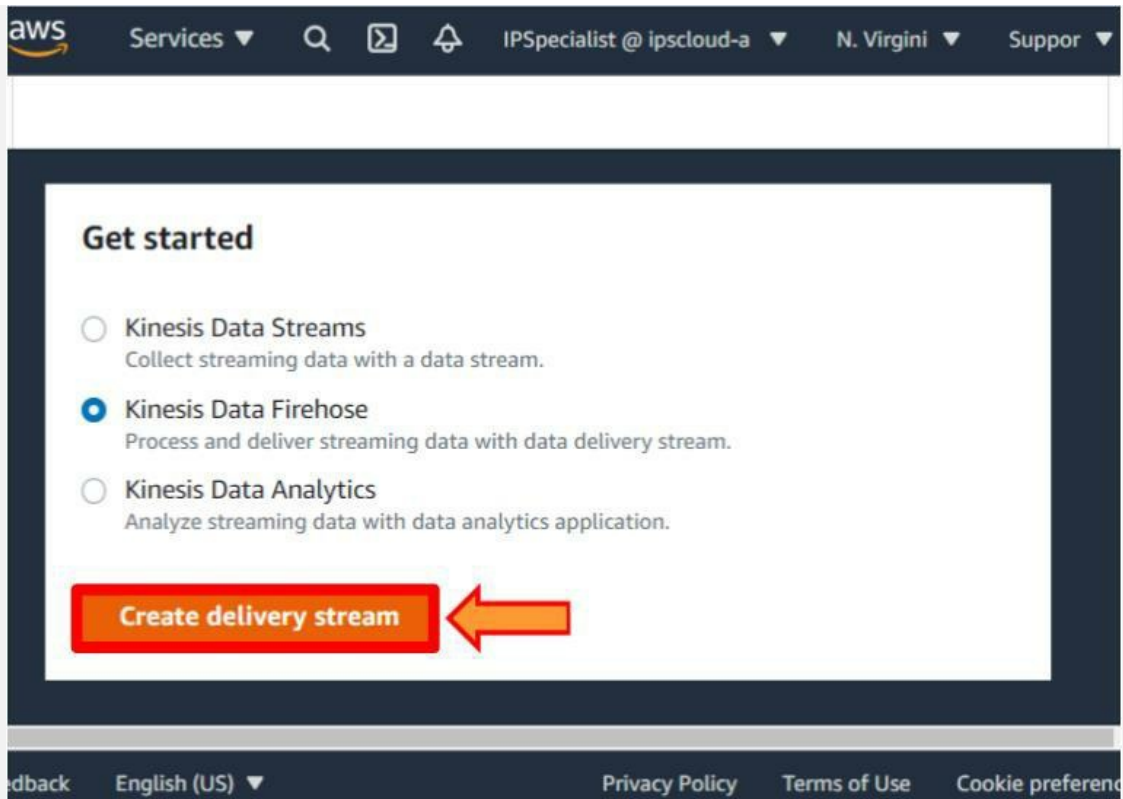 aws Services IPSpecialist @ ipscloud-a N. Virgini Suppor
Get started
Kinesis Data Streams
Collect streaming data with a data stream.
Kinesis Data Firehose
Process and deliver streaming data with data delivery stream.
Kinesis Data Analytics
Analyze streaming data with data analytics application.
Create delivery stream
edback English (US) Privacy Policy Terms of Use Cookie preferenc